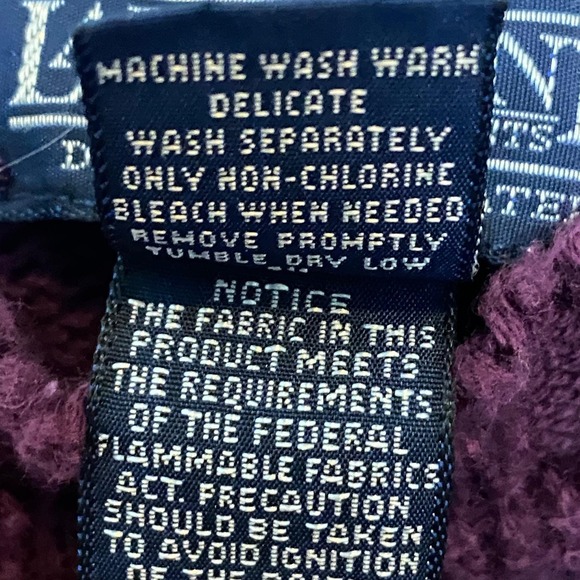 MACHINE WASH WARM
DELICATE
WASH SEPARATELY
ONLY NON-CHLORINE
BLEACH WHEN NEEDED
REMOVE PROMPTLY
TUMBLE DRY LOW
NOTICE
THE FABRIC IN THIS
PRODUCT MEETS
THE REQUIREMENTS
OF THE FEDERAL
FLAMMABLE FABRICS
ACT. PRECAUTION
SHOULD BE TAKEN
TO AVOID IGNITION
OF THE